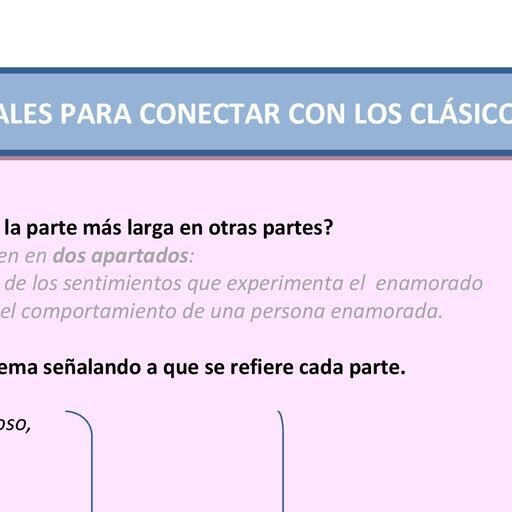 ALES PARA CONECTAR CON LOS CLÁSICO
la parte más larga en otras partes?
en en dos apartados:
de los sentimientos que experimenta el enamorado
el comportamiento de una persona enamorada.
ema señalando a que se refiere cada parte.
oso,